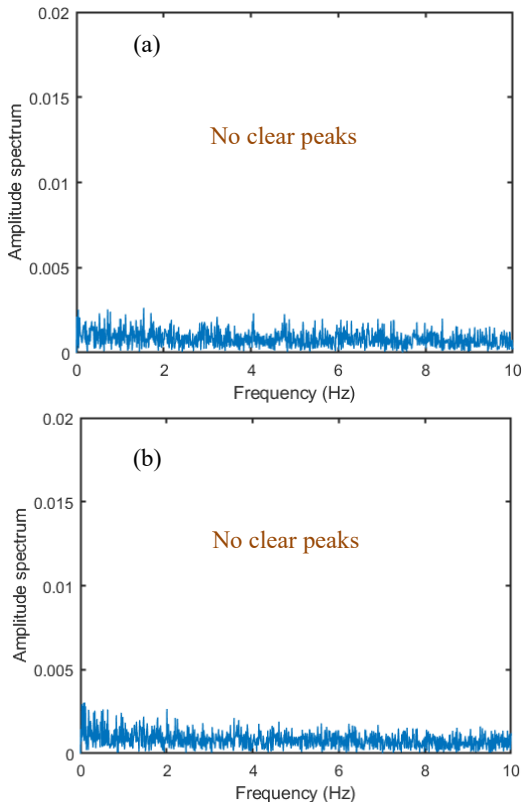 0.02
(a)
0.015
No clear peaks
0.01
0.005
0
0 2 4 6 8 10
Amplitude spectrum
Frequency (Hz)
0.02
(b)
0.015
No clear peaks
0.01
0.005
0
0 2 4 6 8 10
Amplitude spectrum
Frequency (Hz)